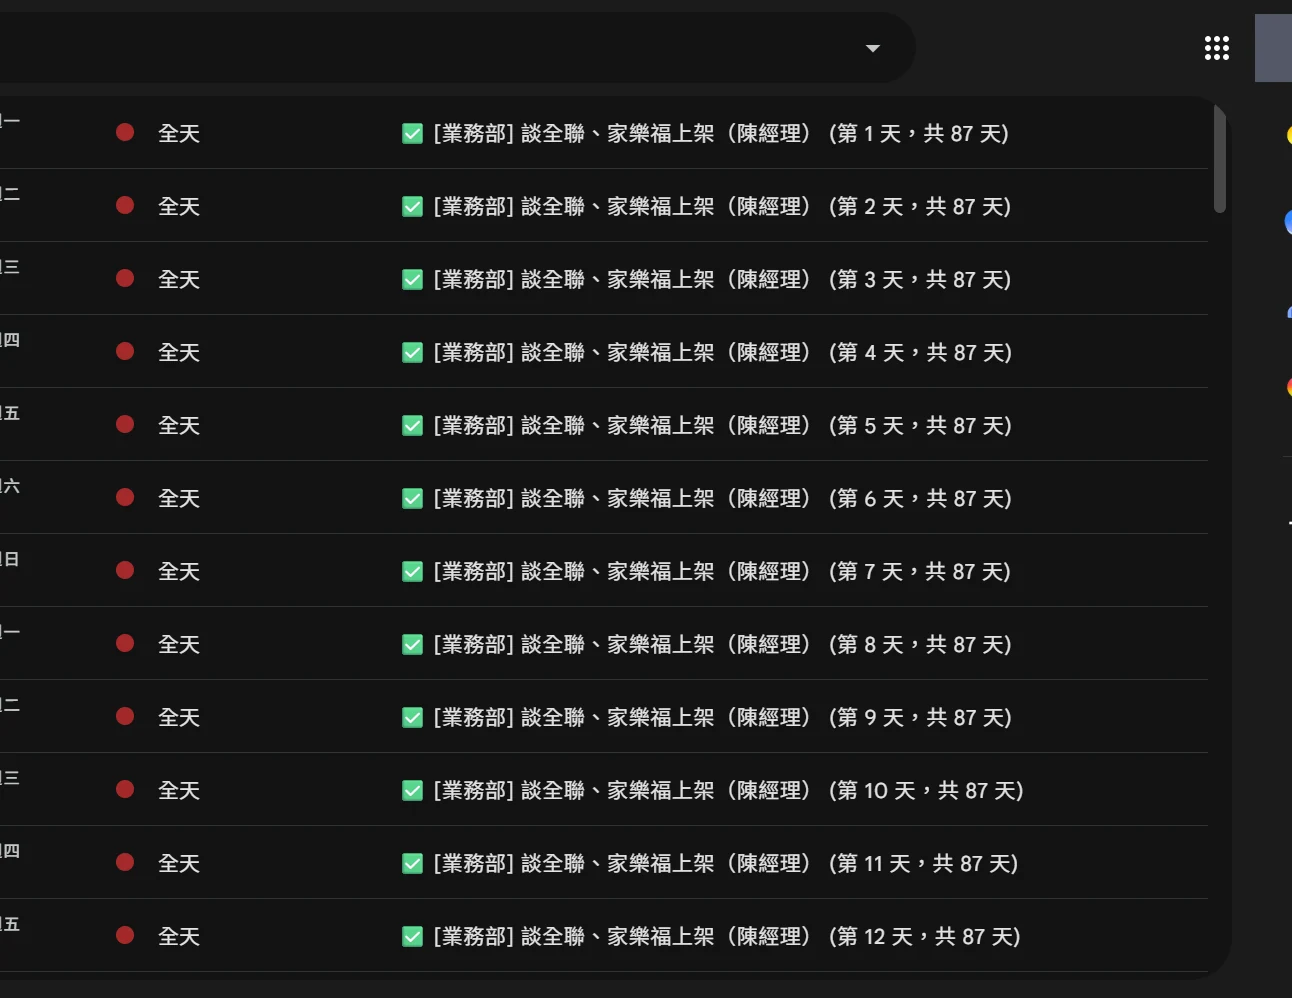 一
全天
✅ [業務部] 談全聯、家樂福上架（陳經理） (第 1 天，共 87 天)
二
全天
✅ [業務部] 談全聯、家樂福上架（陳經理） (第 2 天，共 87 天)
三
全天
✅ [業務部] 談全聯、家樂福上架（陳經理） (第 3 天，共 87 天)
四
全天
✅ [業務部] 談全聯、家樂福上架（陳經理） (第 4 天，共 87 天)
五
全天
✅ [業務部] 談全聯、家樂福上架（陳經理） (第 5 天，共 87 天)
六
全天
✅ [業務部] 談全聯、家樂福上架（陳經理） (第 6 天，共 87 天)
日
全天
✅ [業務部] 談全聯、家樂福上架（陳經理） (第 7 天，共 87 天)
一
全天
✅ [業務部] 談全聯、家樂福上架（陳經理） (第 8 天，共 87 天)
二
全天
✅ [業務部] 談全聯、家樂福上架（陳經理） (第 9 天，共 87 天)
三
全天
✅ [業務部] 談全聯、家樂福上架（陳經理） (第 10 天，共 87 天)
四
全天
✅ [業務部] 談全聯、家樂福上架（陳經理） (第 11 天，共 87 天)
五
全天
✅ [業務部] 談全聯、家樂福上架（陳經理） (第 12 天，共 87 天)